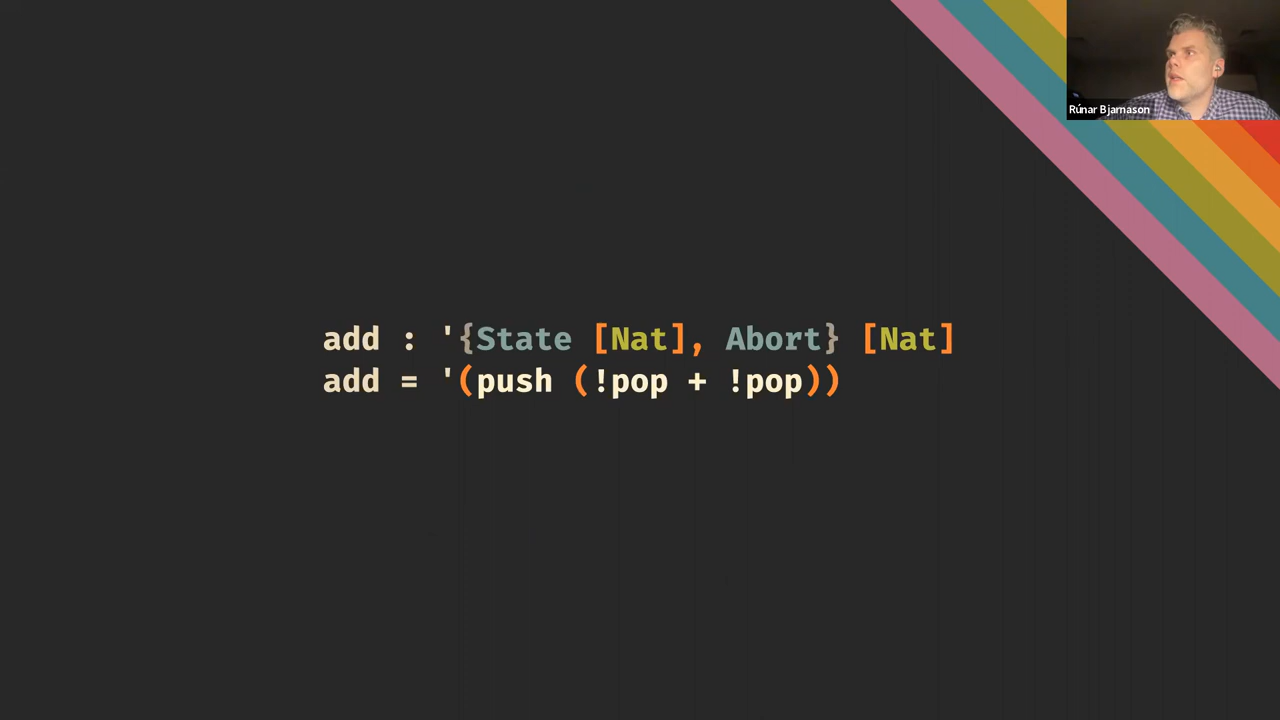 Rúnar Bjarnason
add : '{State [Nat], Abort} [Nat]
add = '(push (!pop + !pop))